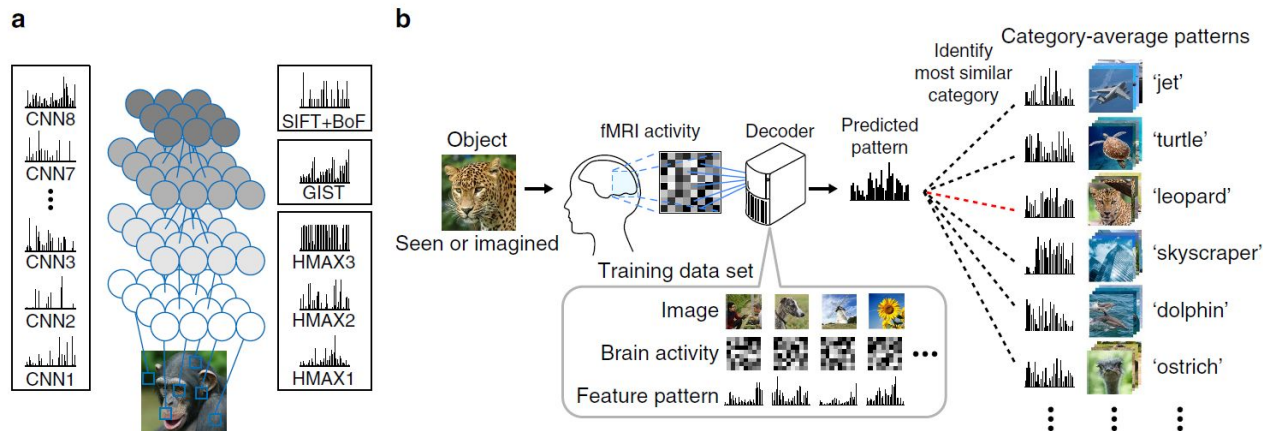 a
CNN8
CNN7
CNN3
CNN2
CNN1
SIFT+BoF
GIST
HMAX3
HMAX2
HMAX1
b
Object
Seen or imagined
fMRI activity
Decoder
Predicted
pattern
Identify
most similar
category
Category-average patterns
'jet'
'turtle'
'leopard'
'skyscraper'
'dolphin'
'ostrich'
Training data set
Image
Brain activity
Feature pattern